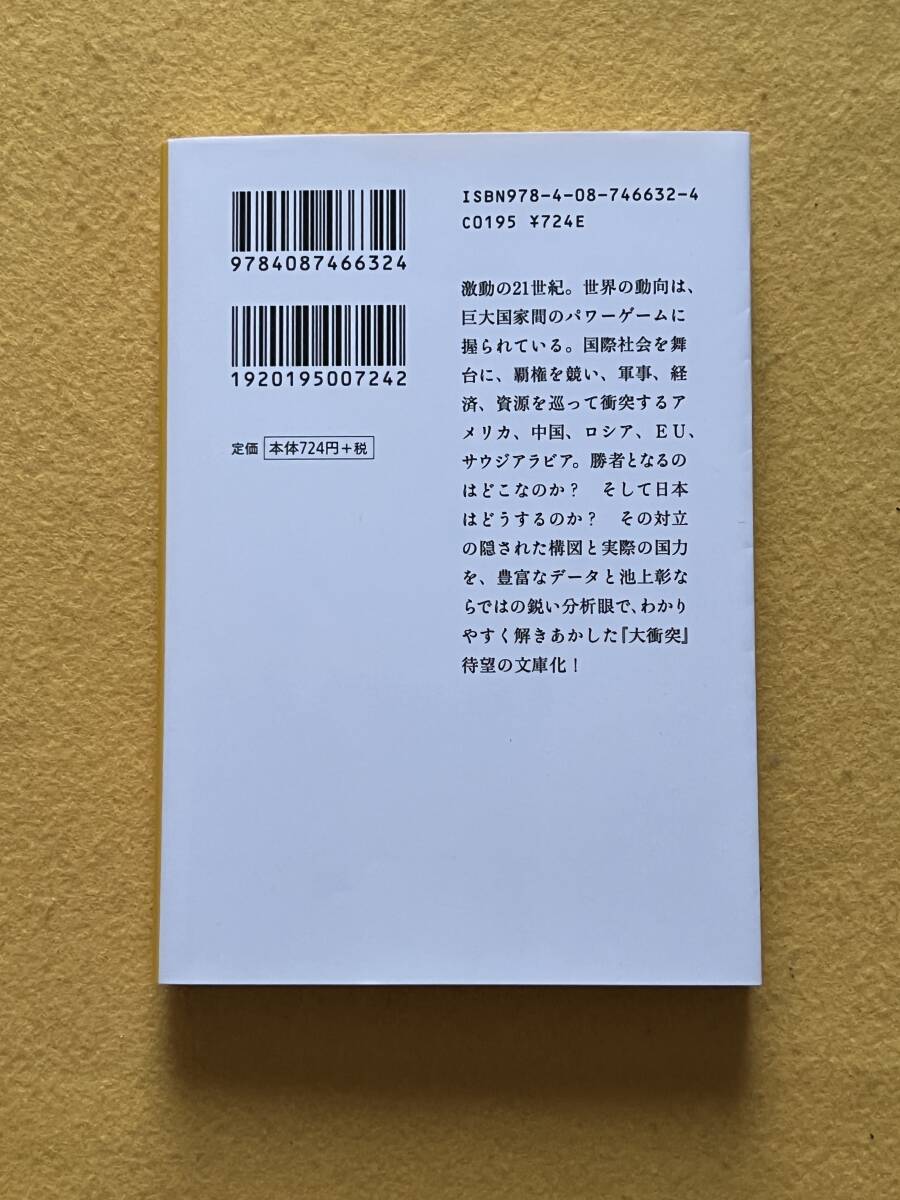 9784087466324
1920195007242
定価 本体724円+税
ISBN978-4-08-746632-4
C0195 ¥724E
激動の21世紀。世界の動向は、
巨大国家間のパワーゲームに
握られている。国際社会を舞
台に、覇権を競い、軍事、経
済、資源を巡って衝突するア
メリカ、中国、ロシア、EU、
サウジアラビア。勝者となるの
はどこなのか？　そして日本
はどうするのか？　その対立
の隠された構図と実際の国力
を、豊富なデータと池上彰な
らではの鋭い分析眼で、わかり
やすく解きあかした『大衝突』
待望の文庫化！